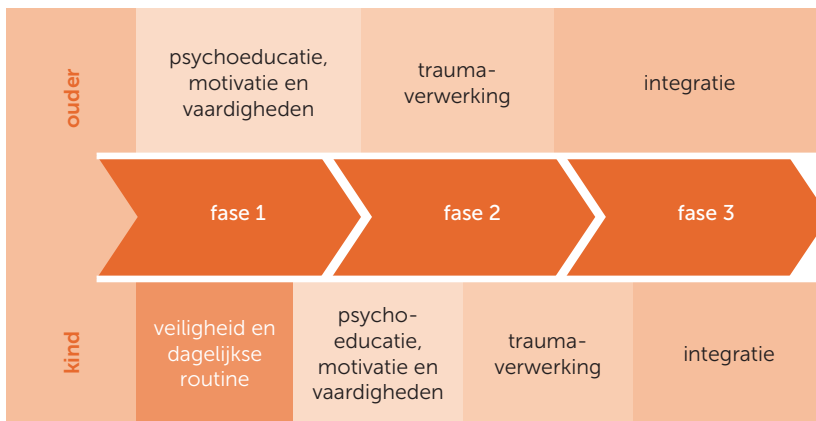 ouder
psychoeducatie,
motivatie en
vaardigheden
trauma-
verwerking
integratie
fase 1
fase 2
fase 3
kind
veiligheid en
dagelijkse
routine
psycho-
educatie,
motivatie en
vaardigheden
trauma-
verwerking
integratie